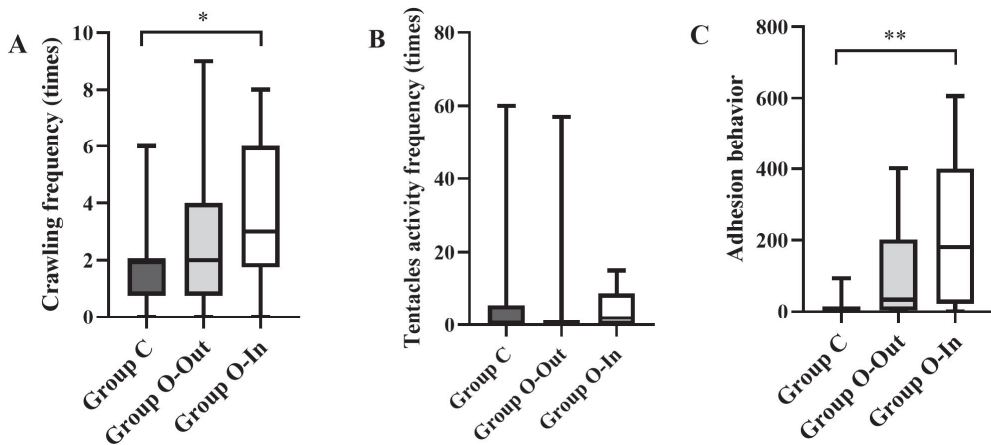 A
Crawling frequency (times)
10
8
6
4
2
0
*
Group C
Group O-Out
Group O-In
B
Tentacles activity frequency (times)
80
60
40
20
0
Group C
Group O-Out
Group O-In
C
Adhesion behavior
800
600
400
200
0
**
Group C
Group O-Out
Group O-In